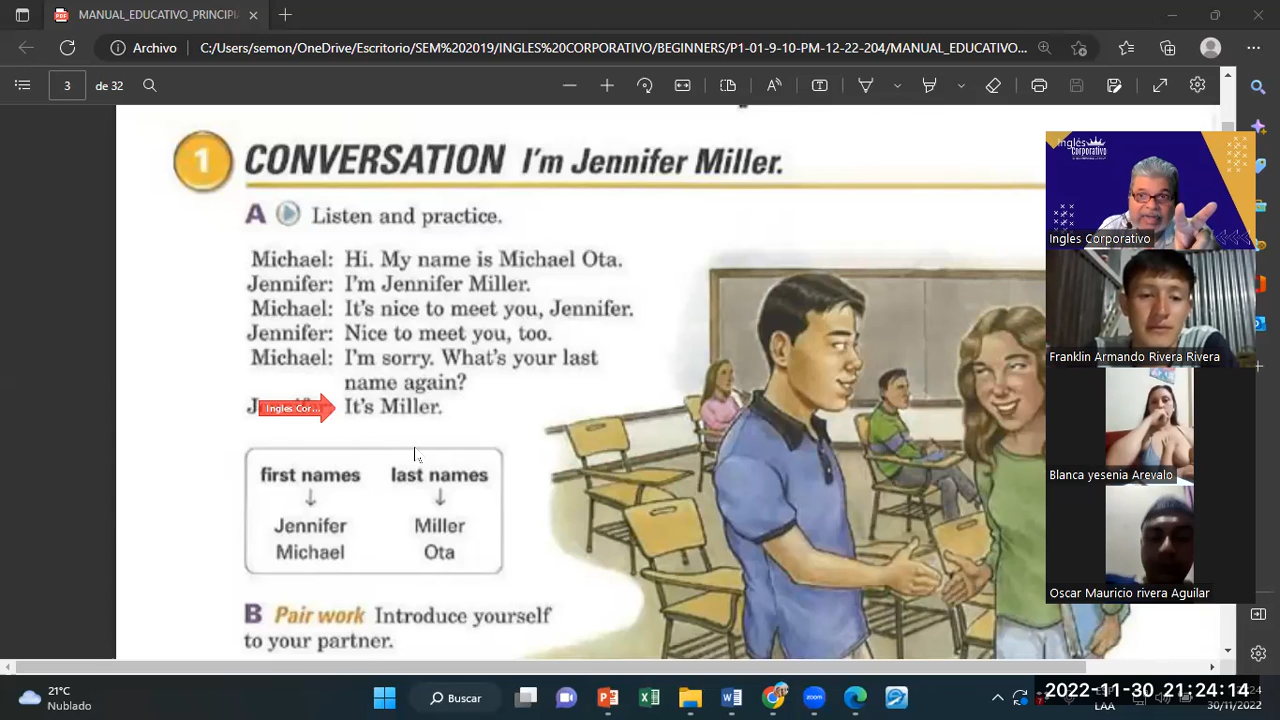 MANUAL_EDUCATIVO_PRINCIPI
Archivo
C:/Users/semon/OneDrive/Escritorio/SEM%202019/INGLES%20CORPORATIVO/BEGINNERS/P1-01-9-10-PM-12-22-204/MANUAL_EDUCATIVO...
3 de 32
1 CONVERSATION I'm Jennifer Miller.
A Listen and practice.
Michael: Hi. My name is Michael Ota.
Jennifer: I'm Jennifer Miller.
Michael: It's nice to meet you, Jennifer.
Jennifer: Nice to meet you, too.
Michael: I'm sorry. What's your last
name again?
Ingles Cor... It's Miller.
first names last names
Jennifer Miller
Michael Ota
B Pair work Introduce yourself
to your partner.
Inglés
Corporativo
Ingles Corporativo
Franklin Armando Rivera Rivera
Blanca yesenia Arevalo
Oscar Mauricio rivera Aguilar
21°C
Nublado
Buscar
zoom
LAA
2022-11-30 21:24:14
30/11/2022